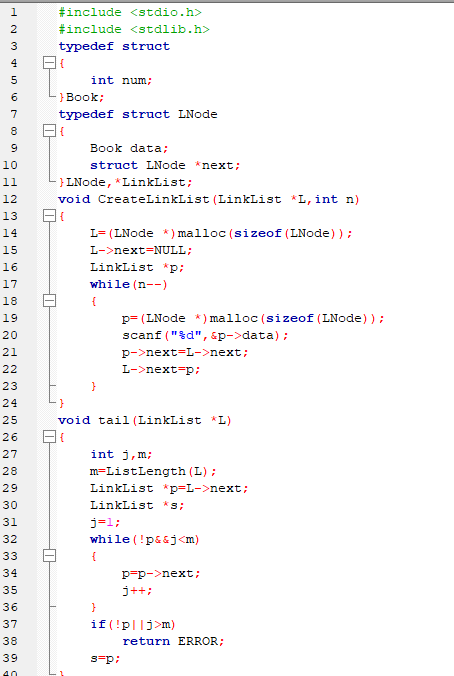 1 #include <stdio.h>
2 #include <stdlib.h>
3 typedef struct
4 {
5 int num;
6 }Book;
7 typedef struct LNode
8 {
9 Book data;
10 struct LNode *next;
11 }LNode,*LinkList;
12 void CreateLinkList(LinkList *L,int n)
13 {
14 L=(LNode *)malloc(sizeof(LNode));
15 L->next=NULL;
16 LinkList *p;
17 while(n--)
18 {
19 p=(LNode *)malloc(sizeof(LNode));
20 scanf("%d",&p->data);
21 p->next=L->next;
22 L->next=p;
23 }
24 }
25 void tail(LinkList *L)
26 {
27 int j,m;
28 m=ListLength(L);
29 LinkList *p=L->next;
30 LinkList *s;
31 j=1;
32 while(!p&&j<m)
33 {
34 p=p->next;
35 j++;
36 }
37 if(!p||j>m)
38 return ERROR;
39 s=p;
40 }